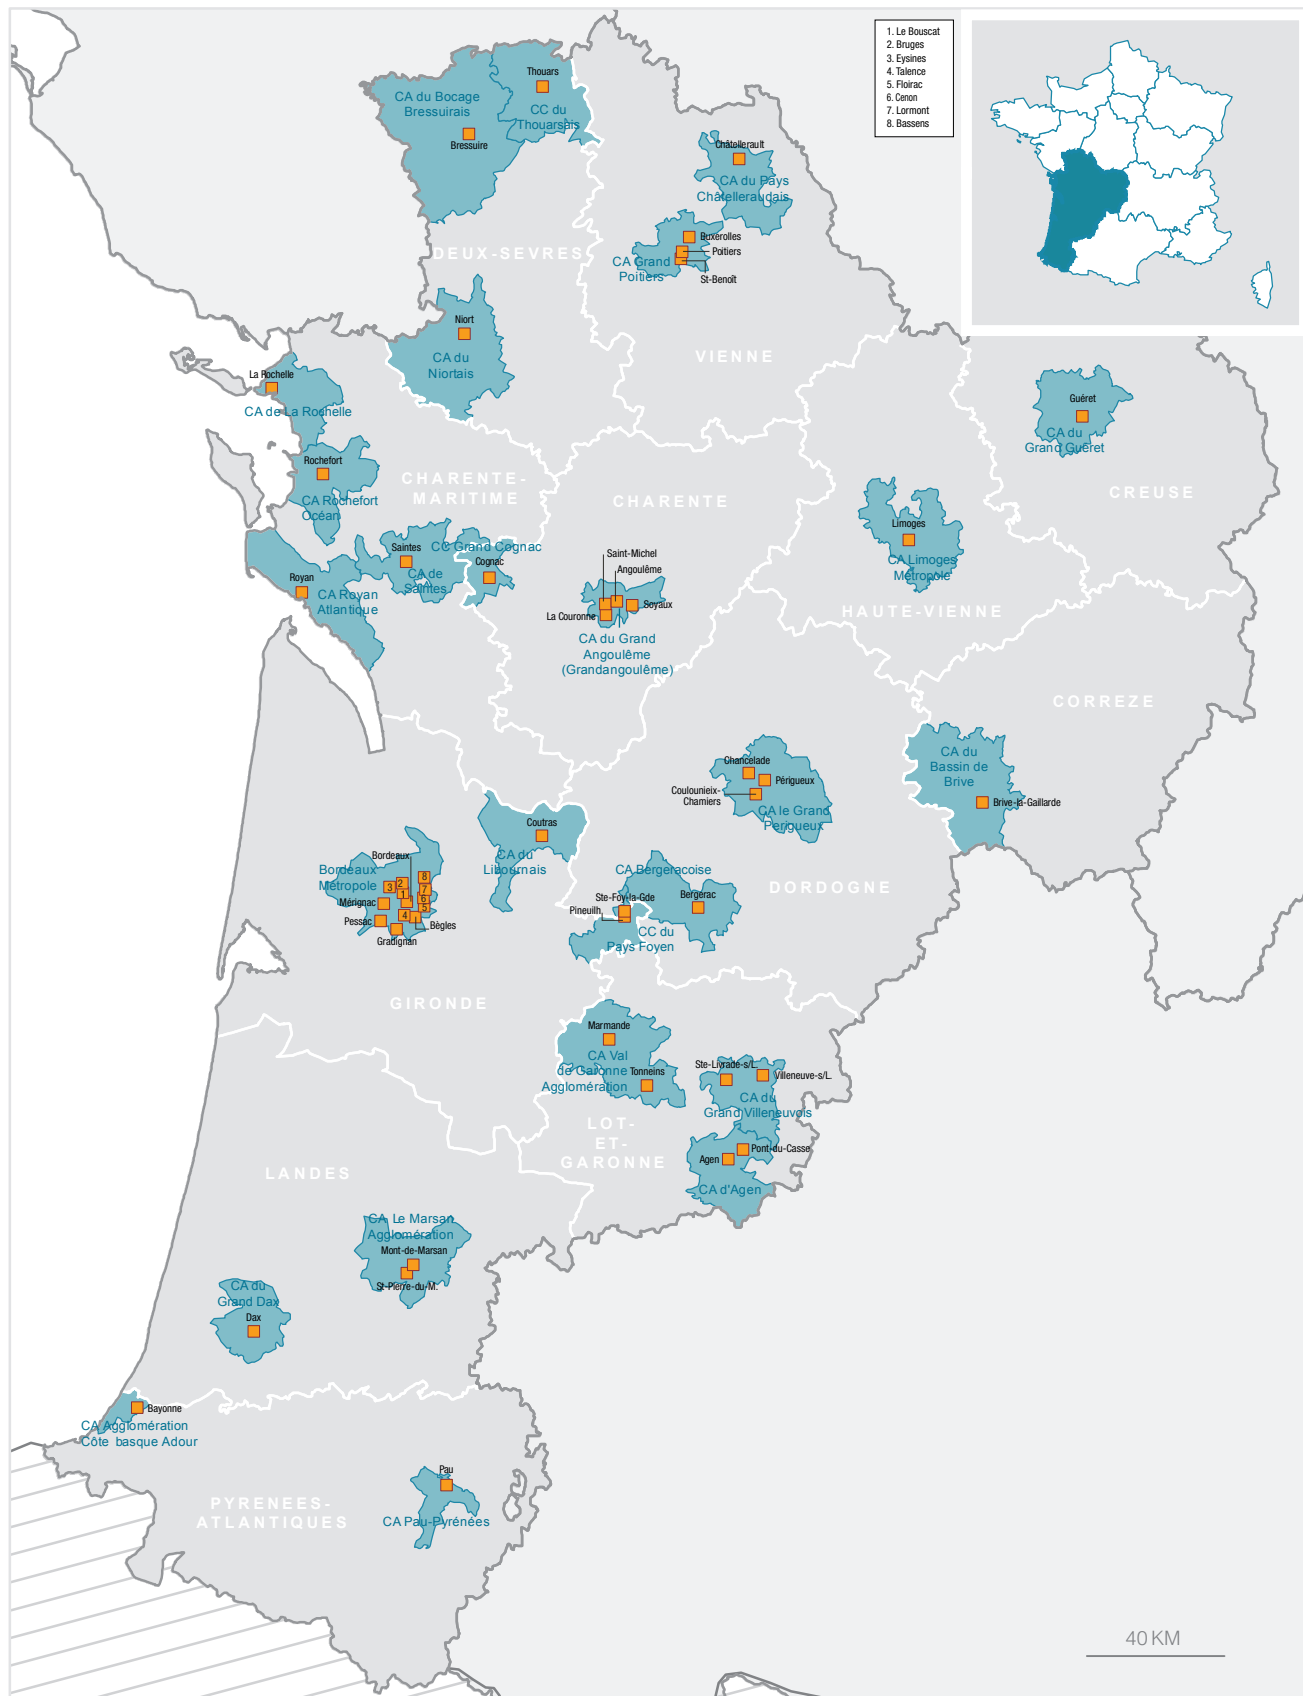 1. Le Bouscat
2. Bruges
3. Eysines
4. Talence
5. Floirac
6. Cenon
7. Lormont
8. Bassens
Thouars
CA du Bocage
Bressuirais
CC du
Thouarsais
Bressuire
Châtellerault
CA du Pays
Châtelleraudais
DEUX-SEVRES
Buxerolles
Poitiers
CA Grand
Poitiers
St-Benoît
Niort
CA du
Niortais
VIENNE
La Rochelle
CA de La Rochelle
Guéret
CA du
Grand Guéret
Rochefort
CA Rochefort
Océan
CHARENTE-
MARITIME
CHARENTE
CREUSE
Limoges
CA Limoges
Métropole
Saintes
CA de
Saintes
CC Grand Cognac
Cognac
Saint-Michel
Angoulême
Soyaux
La Couronne
CA du Grand
Angoulême
(Grandangoulême)
Royan
CA Royan
Atlantique
HAUTE-VIENNE
CORREZE
CA du
Bassin de
Brive
Brive-la-Gaillarde
Chancelade
Périgueux
Coulounieix-
Chamiers
CA le Grand
Périgueux
Coutras
CA du
Libournais
Bordeaux
Bordeaux
Métropole
8
2
3
7
1
6
5
4
Mérignac
Pessac
Bègles
Gradignan
CA Bergeracoise
DORDOGNE
Ste-Foy-la-Gde
Bergerac
Pineuilh
CC du
Pays Foyen
GIRONDE
Marmande
CA Val
de Garonne
Agglomération
Tonneins
Ste-Livrade-s/L.
Villeneuve-s/L.
CA du
Grand Villeneuvois
LOT-
ET-
GARONNE
Pont-du-Casse
Agen
CA d'Agen
LANDES
CA Le Marsan
Agglomération
Mont-de-Marsan
St-Pierre-du-M.
CA du
Grand Dax
Dax
Bayonne
CA Agglomération
Côte basque Adour
Pau
PYRENEES-
ATLANTIQUES
CA Pau-Pyrénées
40 KM